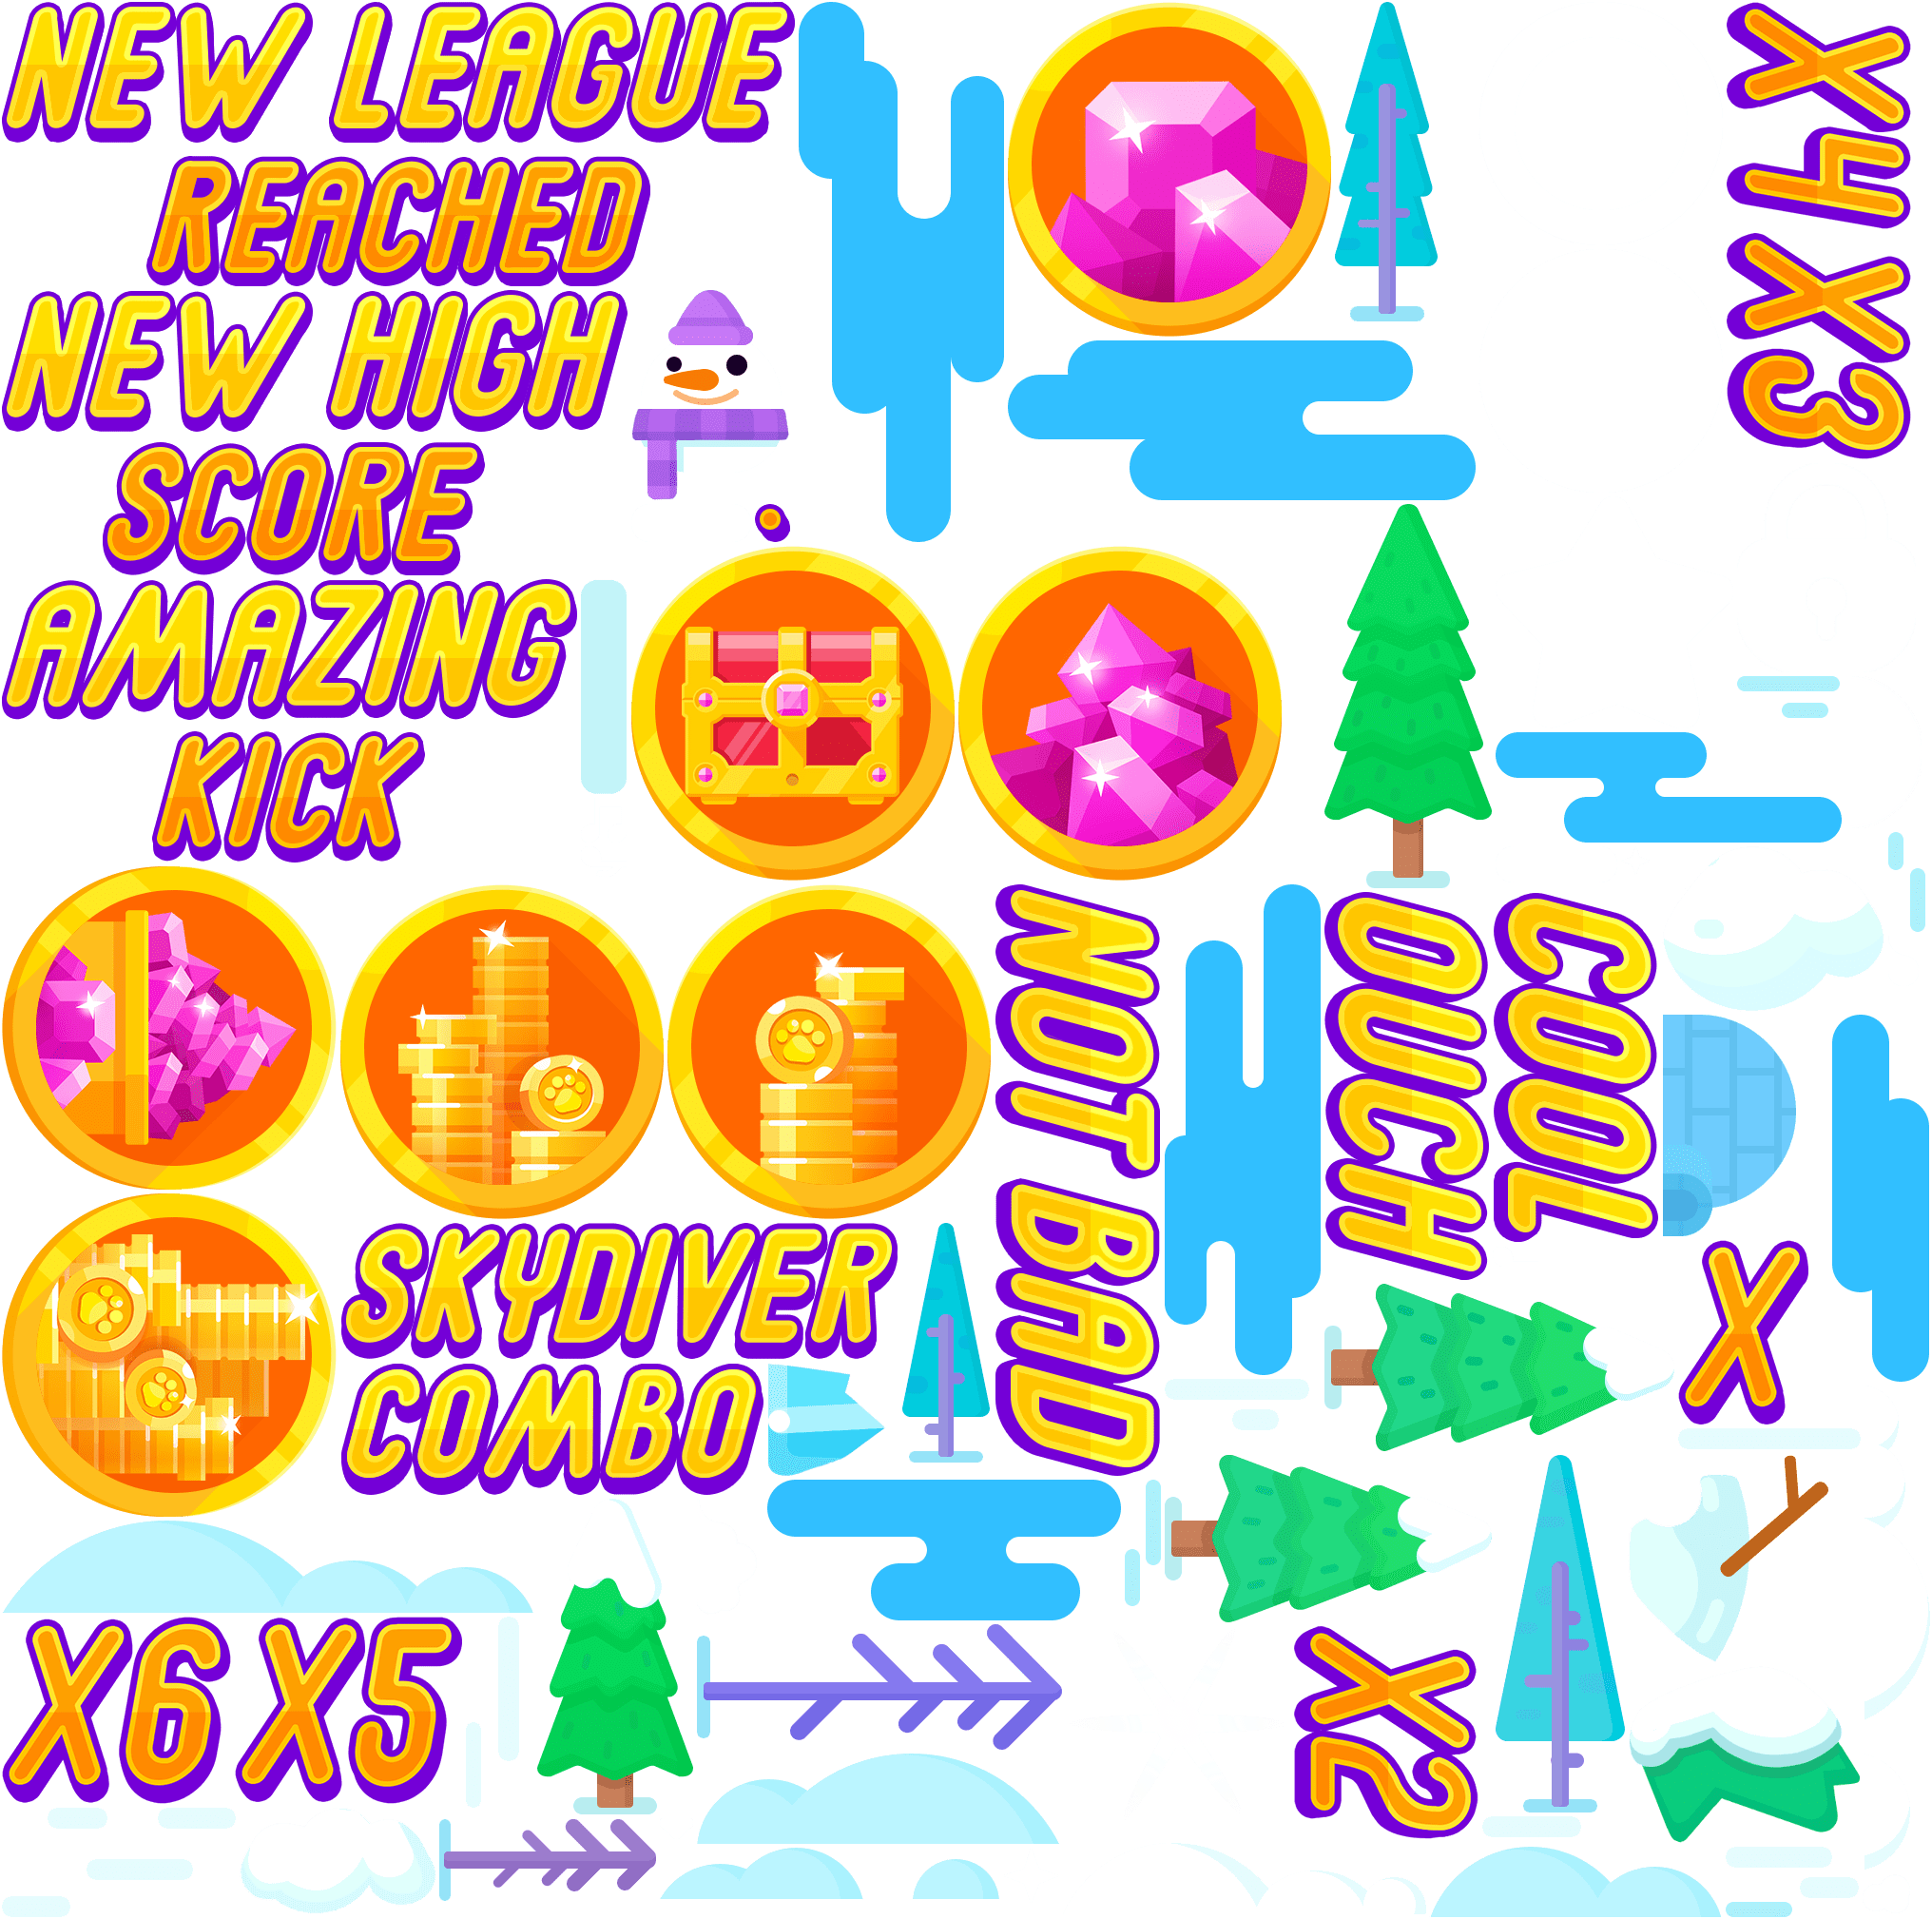 NEW LEAGUE
REACHED
NEW HIGH
SCORE
AMAZING
KICK
X4
X3
NOT BAD
OUCH
COOL
X
SKYDIVER
COMBO
X6
X5
X2